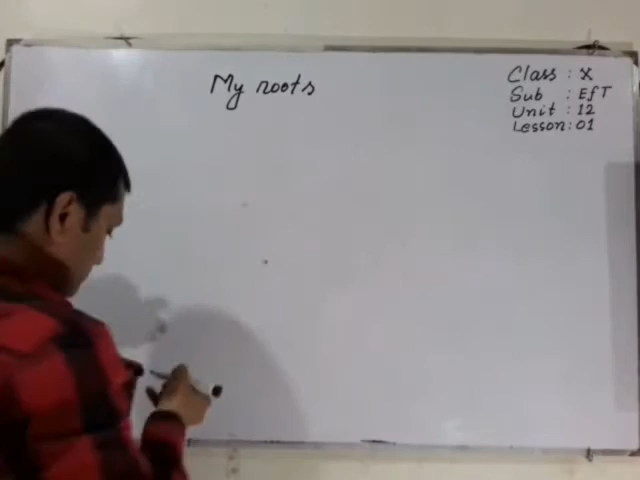 My roots
Class : X
Sub : EfT
Unit : 12
Lesson : 01